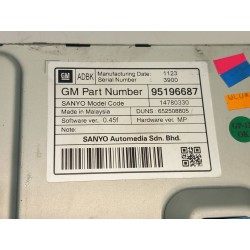 GM ADBK Manufacturing Date: 1123
Serial Number 3900
GM Part Number 95196687
SANYO Model Code 14780330
Made in Malaysia DUNS : 652508805
Software ver., 0.45f Hardware ver. MP
Note:
SANYO Automedia Sdn. Bhd.